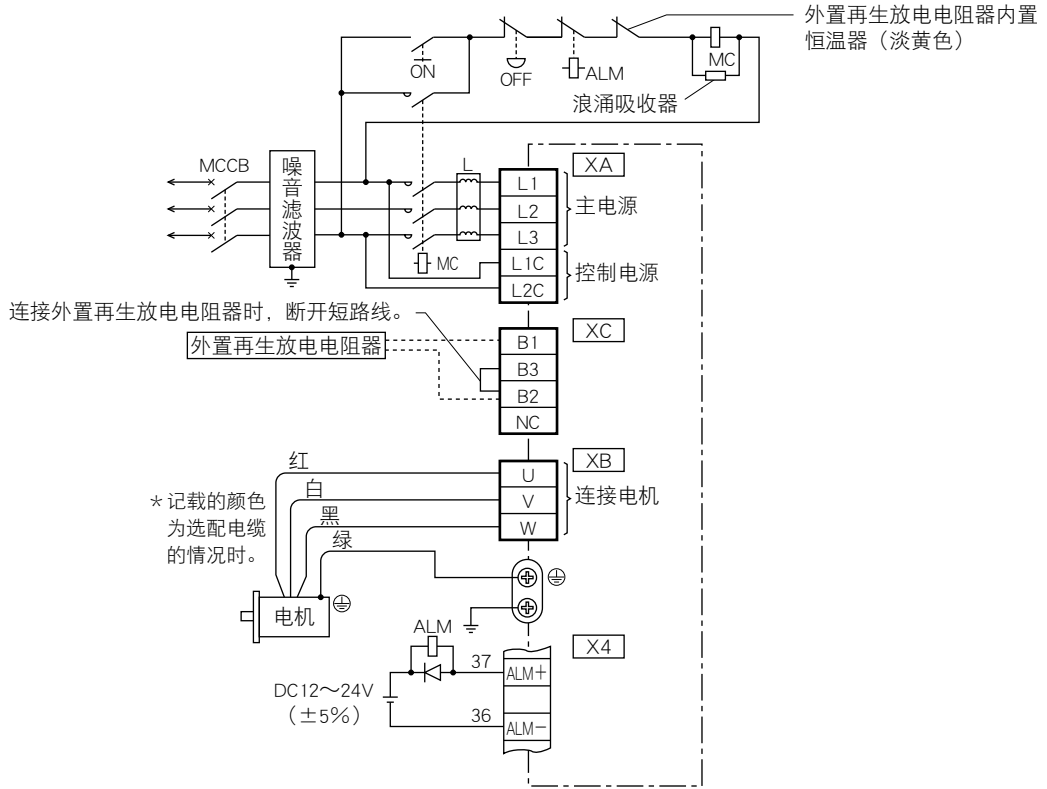 外置再生放电电阻器内置
恒温器（淡黄色）
ON
OFF
ALM
MC
浪涌吸收器
MCCB
噪音滤波器
L
MC
XA
L1
L2
L3
L1C
L2C
主电源
控制电源
连接外置再生放电电阻器时，断开短路线。
外置再生放电电阻器
XC
B1
B3
B2
NC
XB
U
V
W
连接电机
红
白
黑
绿
＊记载的颜色
为选配电缆
的情况时。
电机
ALM
DC12～24V
（±5%）
37
36
X4
ALM＋
ALM－